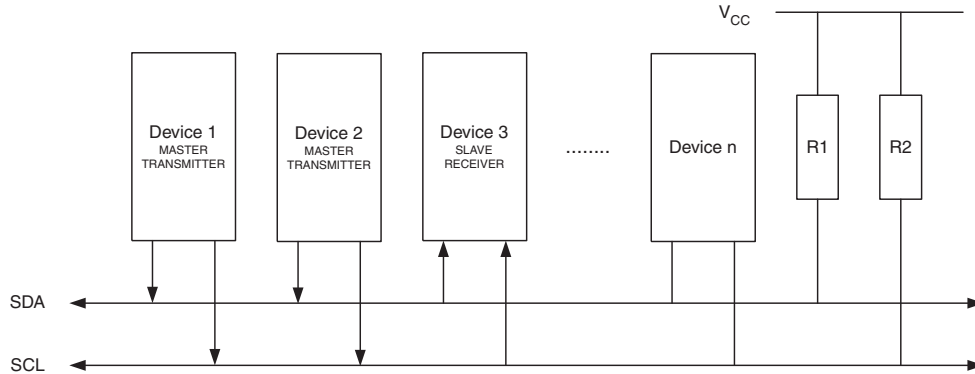 V_CC
Device 1
MASTER
TRANSMITTER
Device 2
MASTER
TRANSMITTER
Device 3
SLAVE
RECEIVER
........
Device n
R1
R2
SDA
SCL